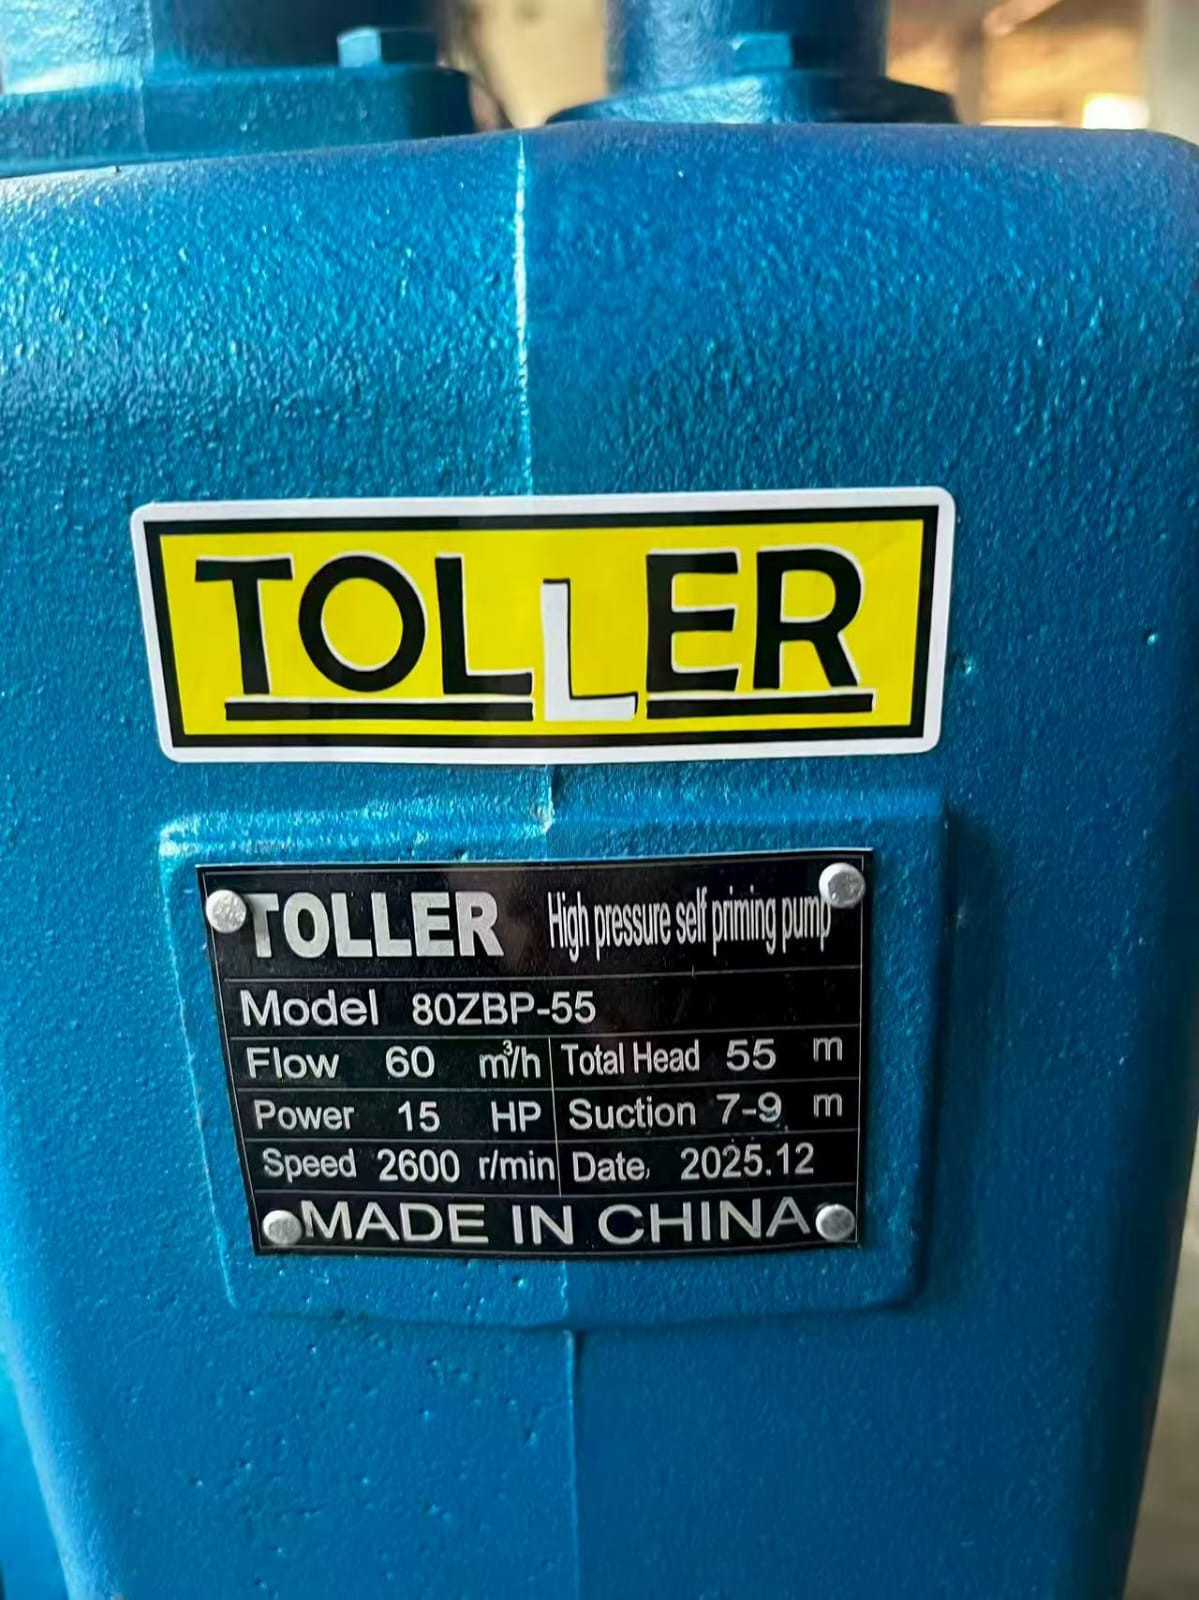 TOLLER
TOLLER High pressure self priming pump
Model 80ZBP-55
Flow 60 m³/h Total Head 55 m
Power 15 HP Suction 7-9 m
Speed 2600 r/min Date 2025.12
MADE IN CHINA